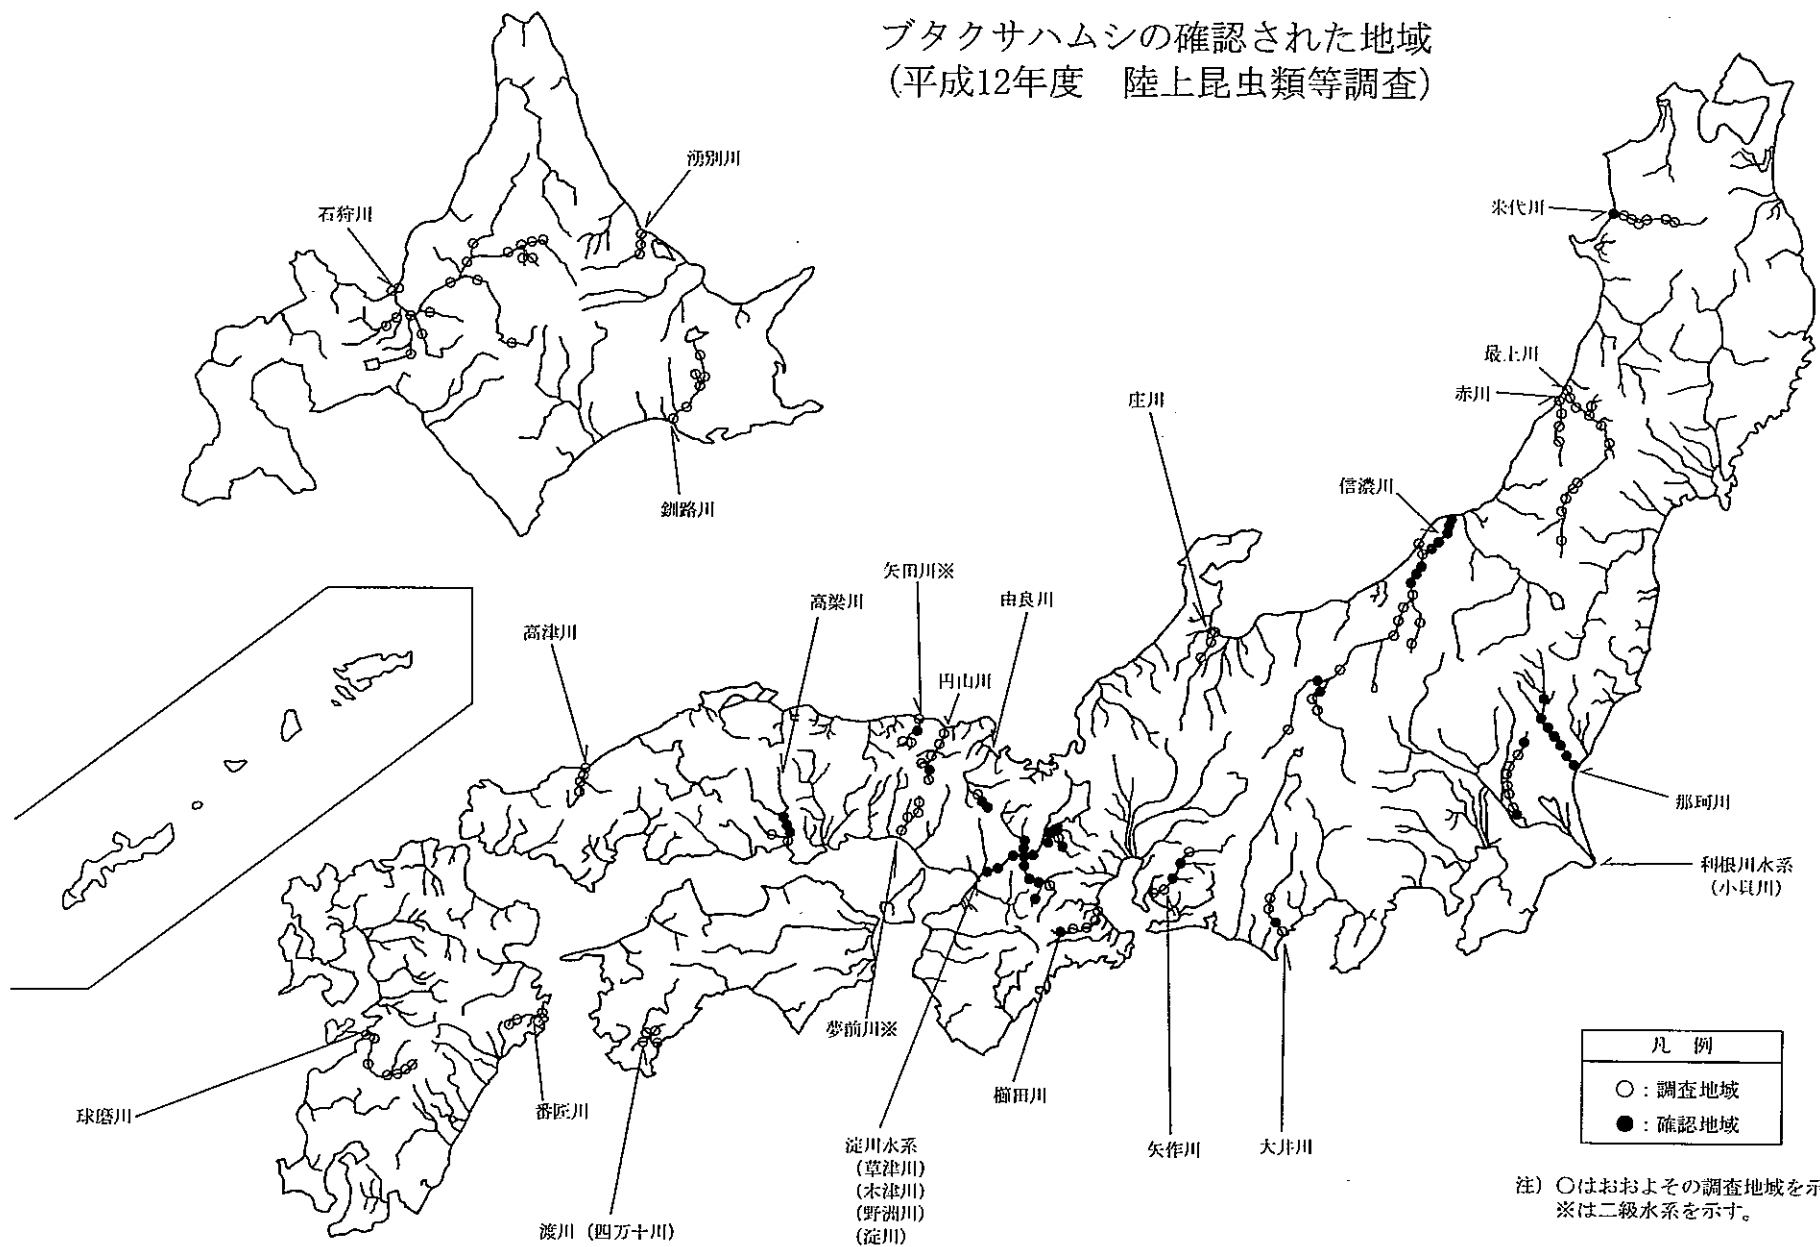 ブタクサハムシの確認された地域
(平成12年度 陸上昆虫類等調査)
湧別川
石狩川
釧路川
米代川
最上川
赤川
庄川
信濃川
矢田川※
高梁川
由良川
高津川
円山川
那珂川
利根川水系
(小貝川)
夢前川※
櫛田川
球磨川
番匠川
淀川水系
(草津川)
(木津川)
(野洲川)
(淀川)
矢作川
大井川
渡川 (四万十川)
凡 例
○ : 調査地域
● : 確認地域
注) ○はおおよその調査地域を示
※は二級水系を示す。